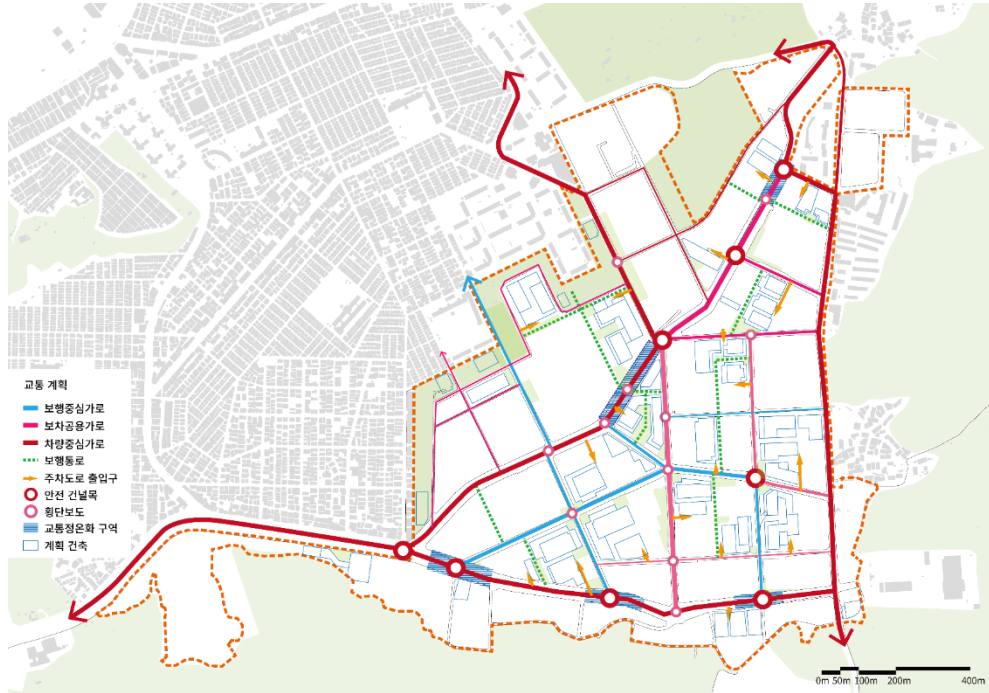 교통 계획
보행중심가로
보차공용가로
차량중심가로
보행통로
주차도로 출입구
안전 건널목
횡단보도
교통정온화 구역
계획 건축
0m 50m 100m 200m 400m